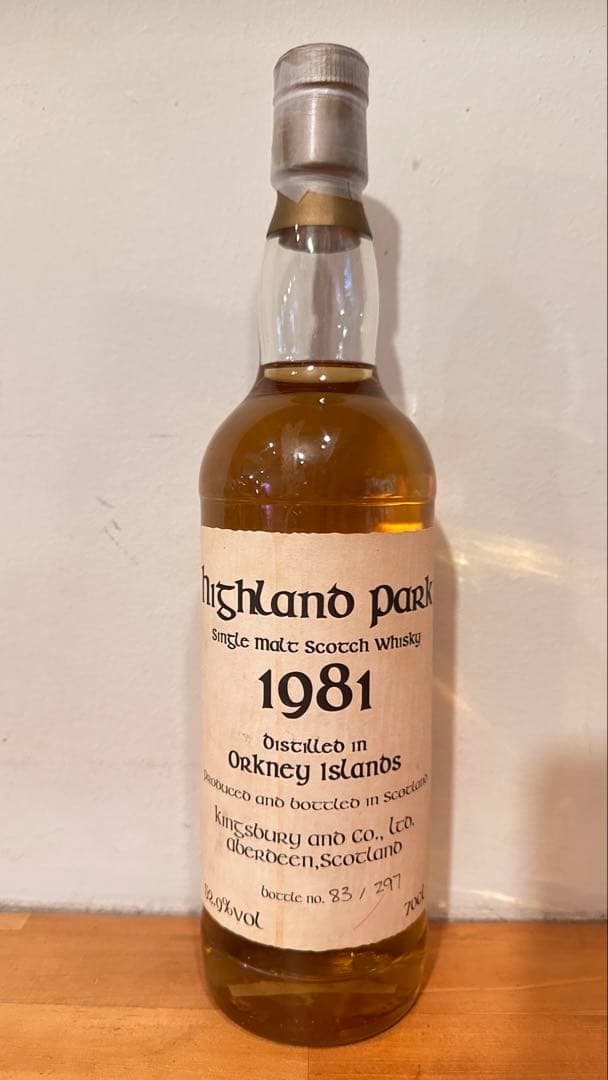 highland park
Single Malt Scotch Whisky
1981
Distilled in
Orkney Islands
produced and bottled in Scotland
Kingsbury and Co., Ltd.
Aberdeen, Scotland
bottle no. 83 / 297
70cl